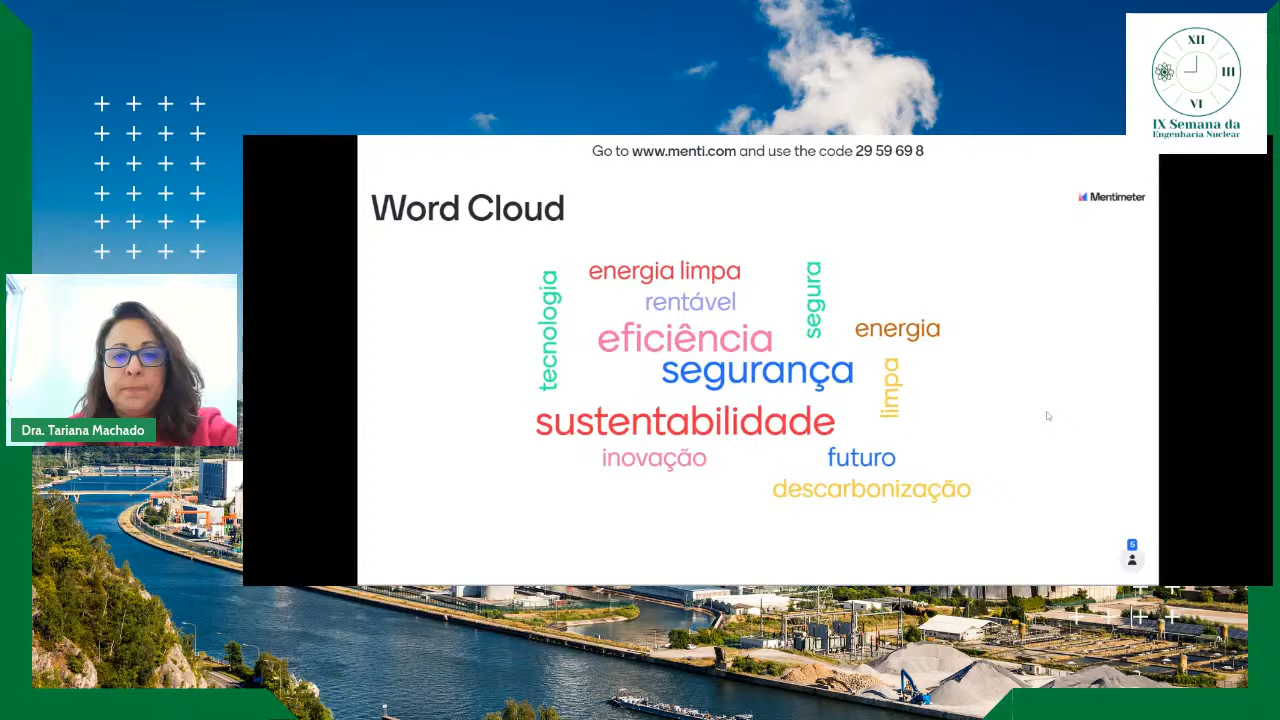 XII
III
VI
IX Semana da
Engenharia Nuclear
Go to www.menti.com and use the code 29 59 69 8
Word Cloud
Mentimeter
tecnologia
energia limpa
segura
rentável
energia
eficiência
segurança
limpa
sustentabilidade
inovação
futuro
descarbonização
Dra. Tariana Machado
5